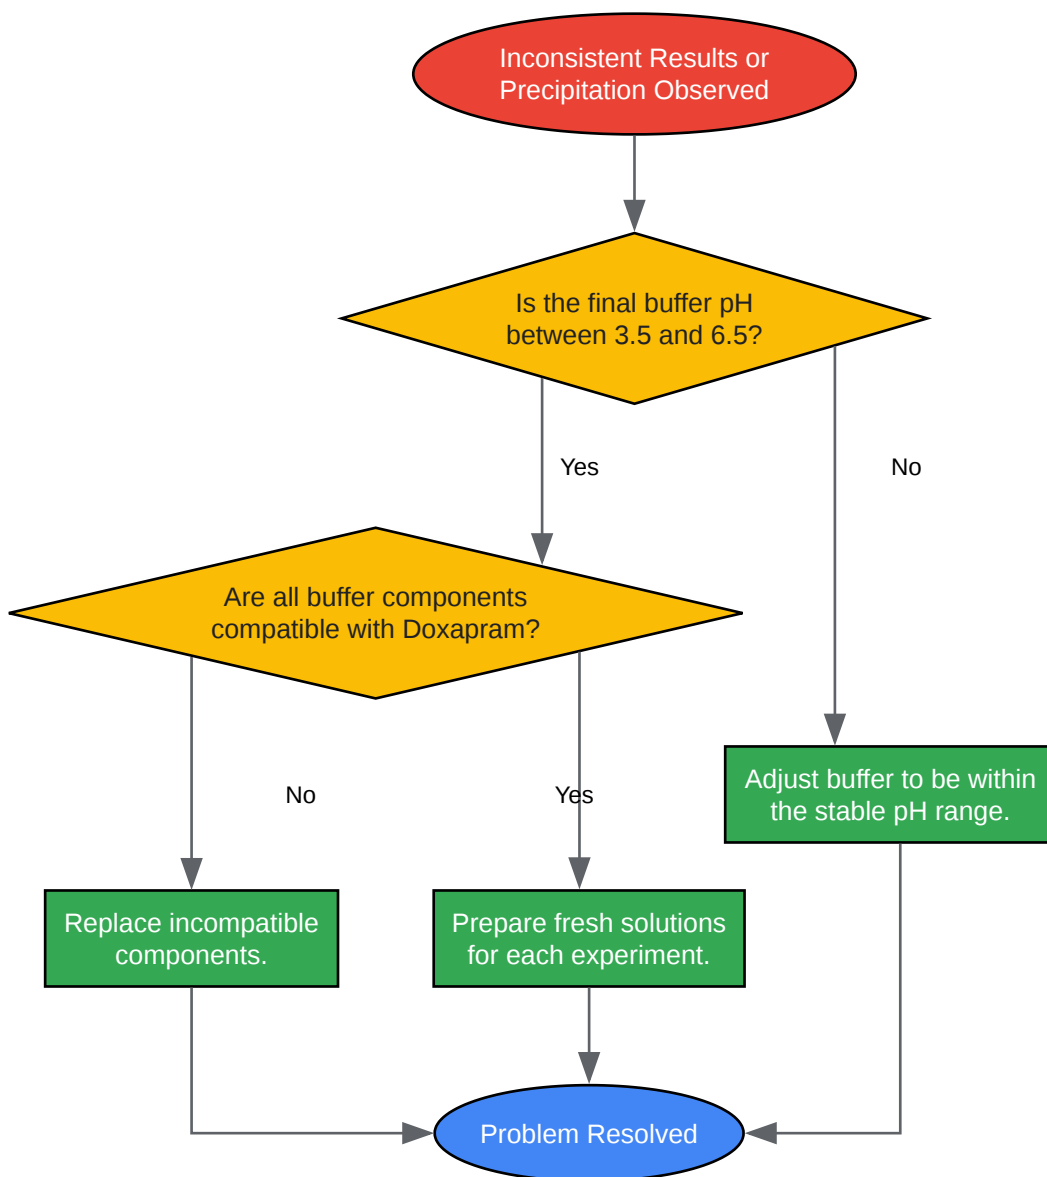 Inconsistent Results or
Precipitation Observed
Is the final buffer pH
between 3.5 and 6.5?
Yes
No
Are all buffer components
compatible with Doxapram?
No
Yes
Adjust buffer to be within
the stable pH range.
Replace incompatible
components.
Prepare fresh solutions
for each experiment.
Problem Resolved